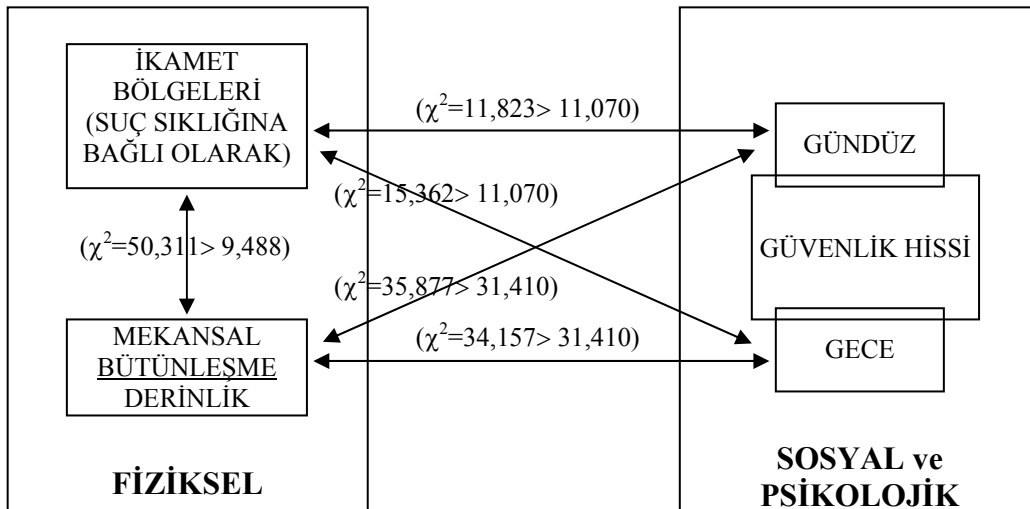 İKAMET
BÖLGELERİ
(SUÇ SIKLIĞINA
BAĞLI OLARAK)
(χ²=50,311> 9,488)
MEKANSAL
BÜTÜNLEŞME
DERİNLİK
FİZİKSEL
(χ²=11,823> 11,070)
(χ²=15,362> 11,070)
(χ²=35,877> 31,410)
(χ²=34,157> 31,410)
GÜNDÜZ
GÜVENLİK HİSSİ
GECE
SOSYAL ve
PSİKOLOJİK